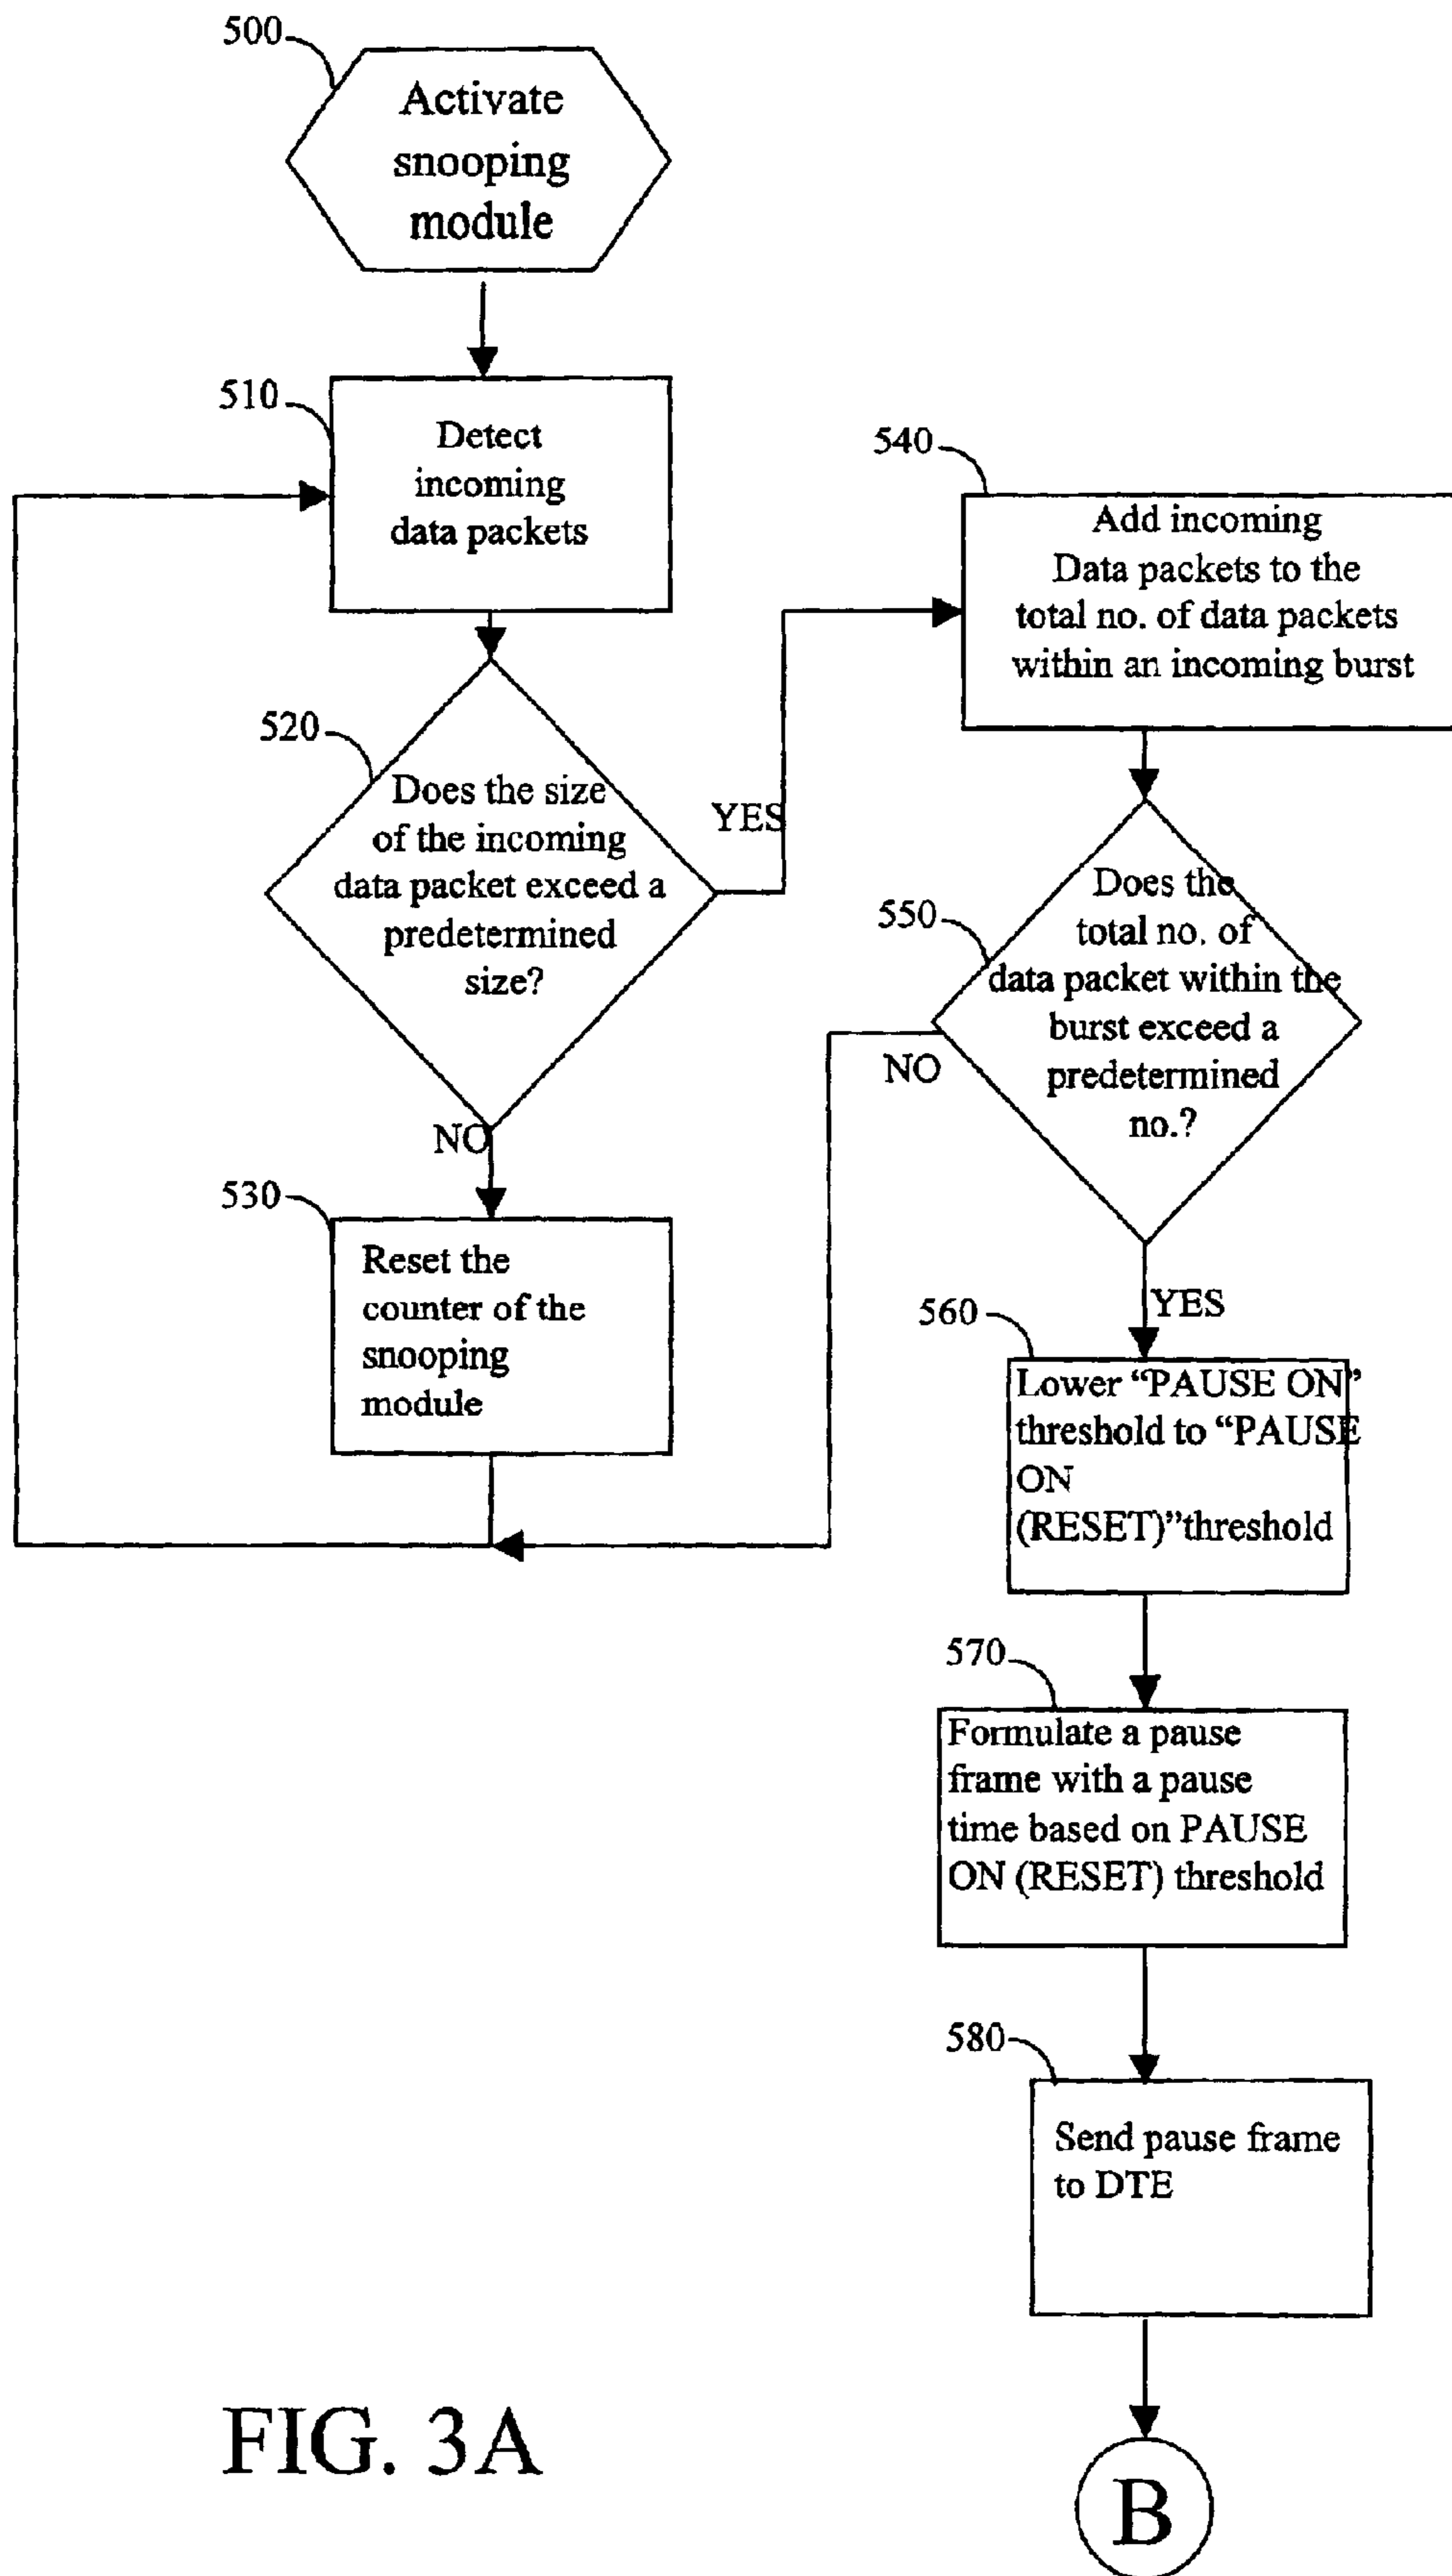 500
Activate
snooping
module
510
Detect
incoming
data packets
520
Does the size
of the incoming
data packet exceed a
predetermined
size?
YES
NO
530
Reset the
counter of the
snooping
module
540
Add incoming
Data packets to the
total no. of data packets
within an incoming burst
550
Does the
total no. of
data packet within the
burst exceed a
predetermined
no.?
NO
YES
560
Lower “PAUSE ON”
threshold to “PAUSE
ON
(RESET)”threshold
570
Formulate a pause
frame with a pause
time based on PAUSE
ON (RESET) threshold
580
Send pause frame
to DTE
B
FIG. 3A